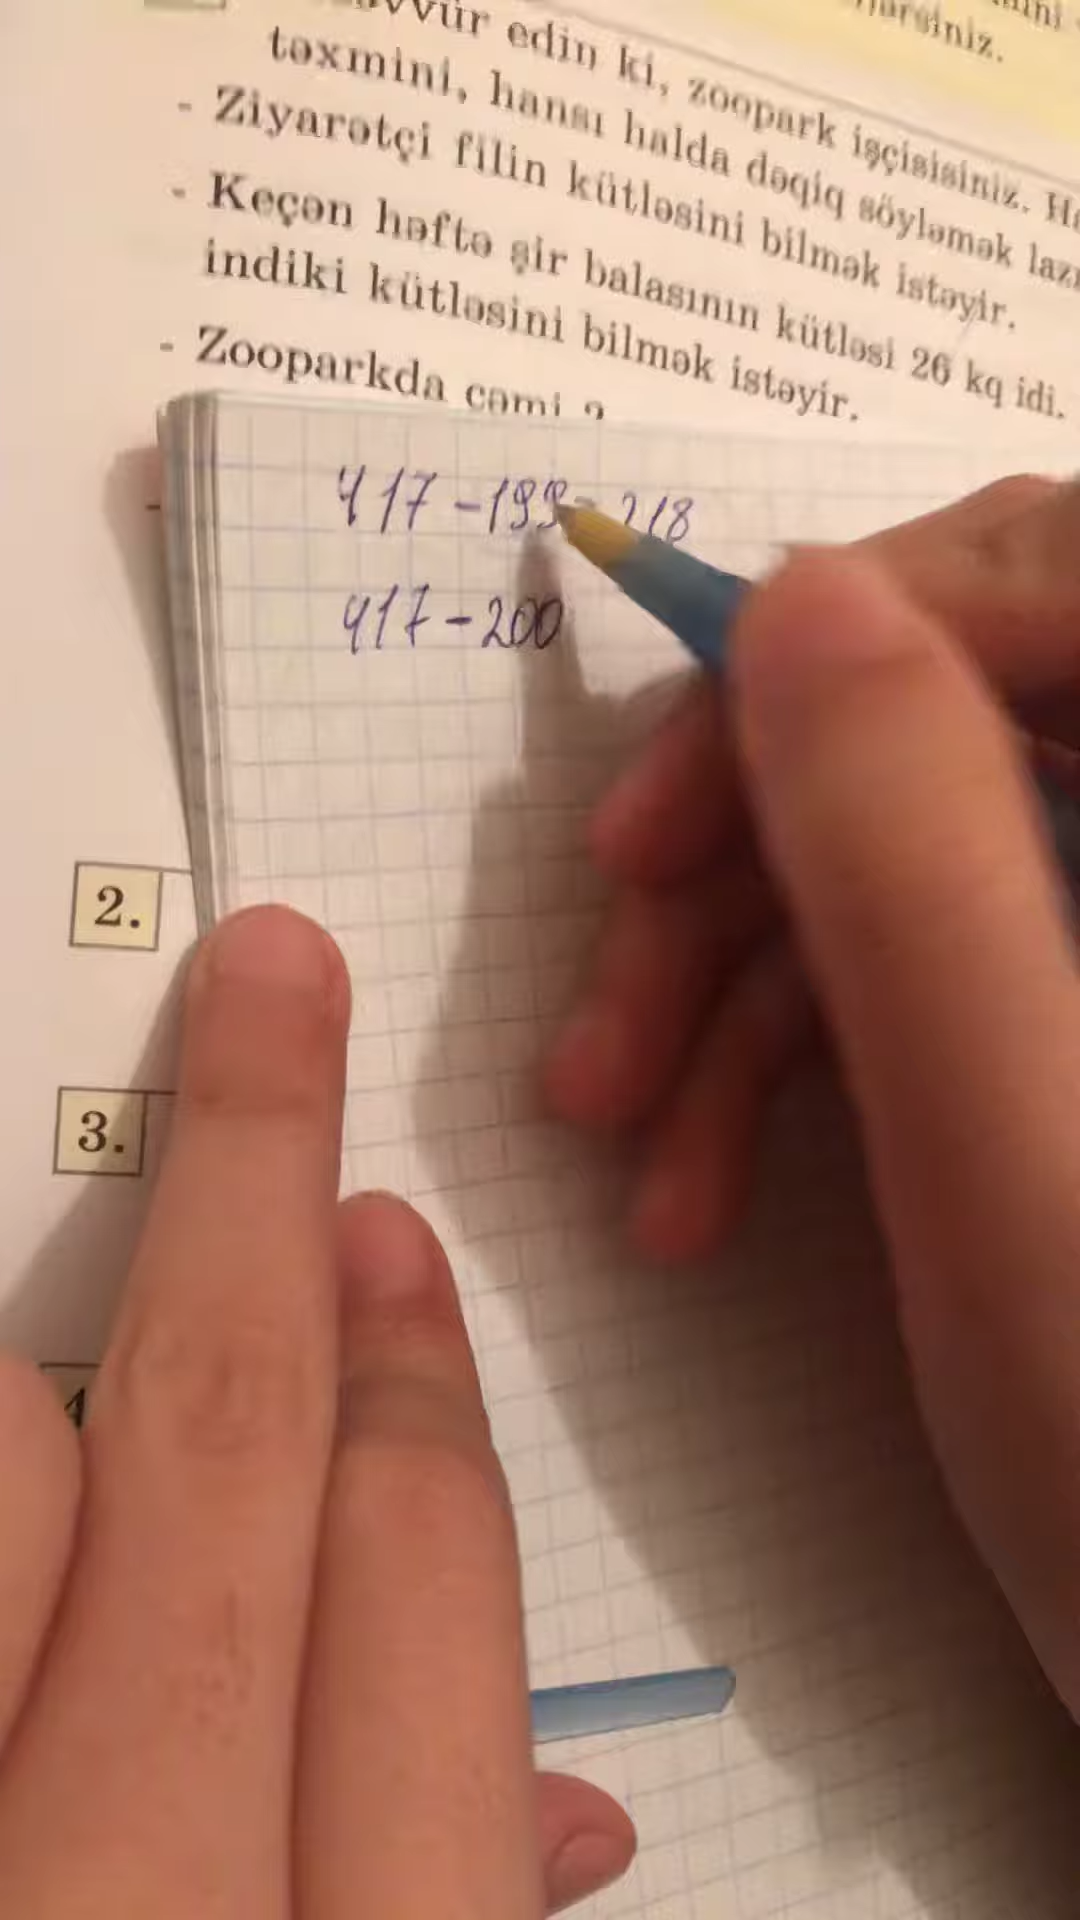 edin ki, zoopark işçisisiniz.
təxmini, hansı halda dəqiq söyləmək
- Ziyarətçi filin kütləsini bilmək istəyir.
- Keçən həftə şir balasının kütləsi 26 kq idi.
indiki kütləsini bilmək istəyir.
- Zooparkda cəmi
417-199= 218
417-200
2.
3.